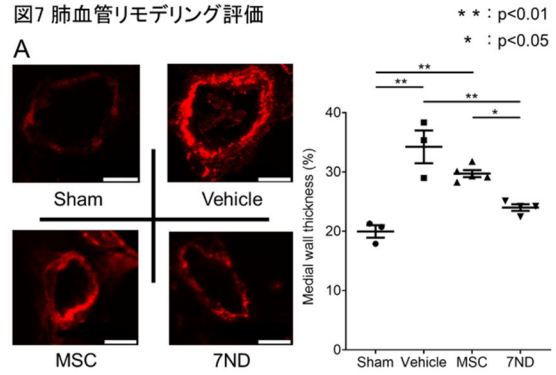 図7 肺血管リモデリング評価
**：p<0.01
*：p<0.05
A
Sham
Vehicle
MSC
7ND
**
**
**
*
Medial wall thickness (%)
40
30
20
10
0
Sham Vehicle MSC 7ND